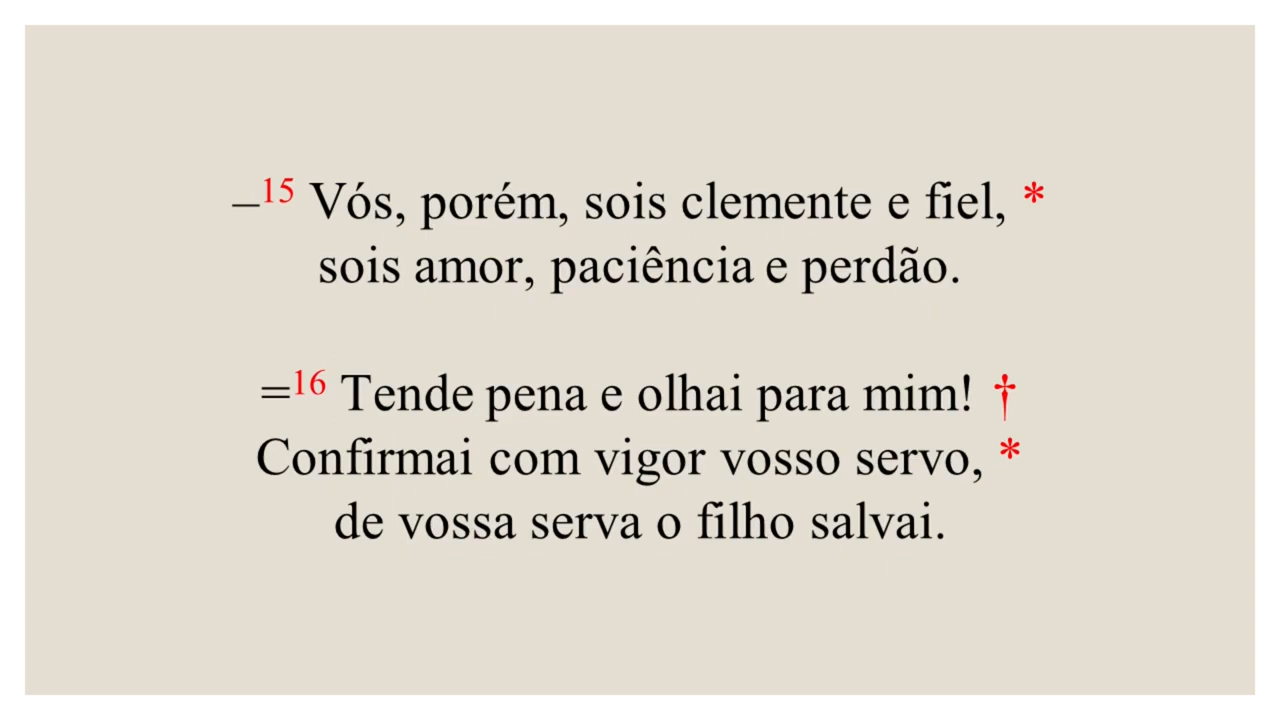 –15 Vós, porém, sois clemente e fiel, *
sois amor, paciência e perdão.
=16 Tende pena e olhai para mim! †
Confirmai com vigor vosso servo, *
de vossa serva o filho salvai.